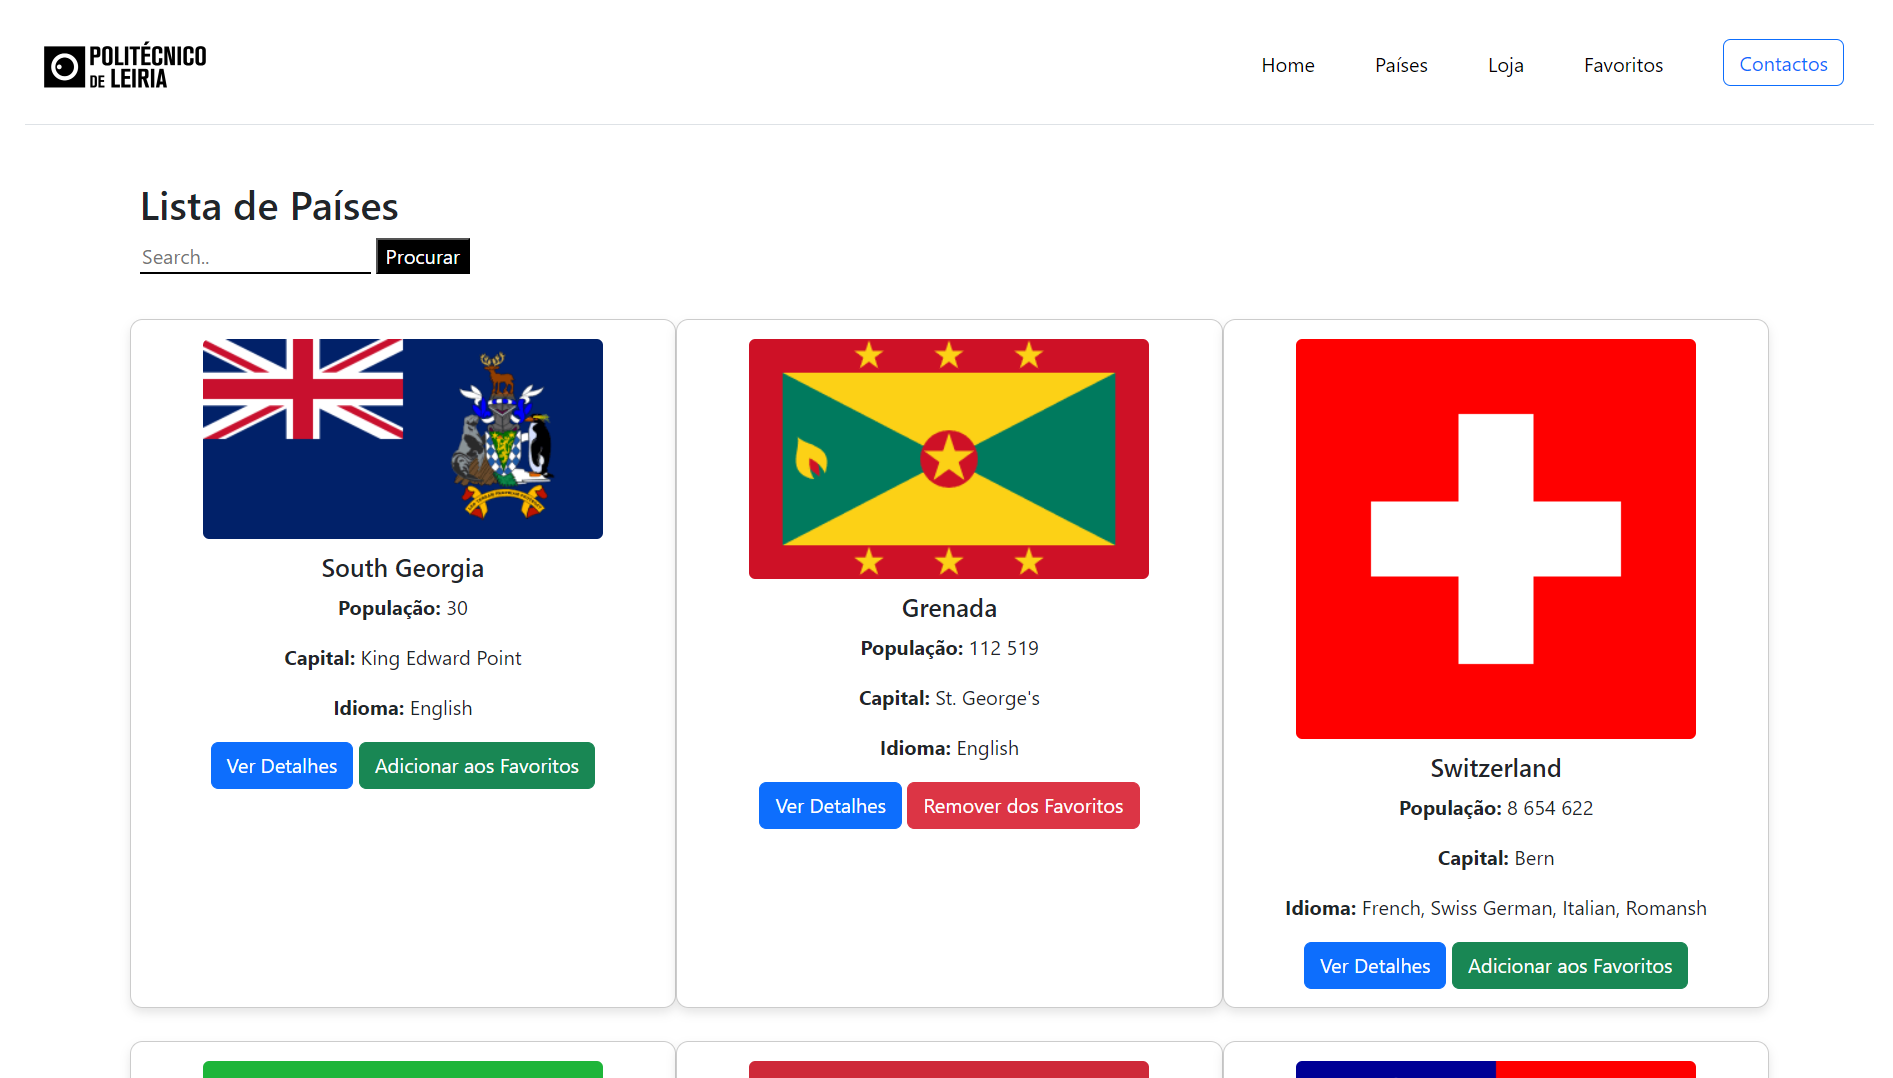 POLITÉCNICO
DE LEIRIA
Home
Países
Loja
Favoritos
Contactos
Lista de Países
Search..
Procurar
South Georgia
População: 30
Capital: King Edward Point
Idioma: English
Ver Detalhes
Adicionar aos Favoritos
Grenada
População: 112 519
Capital: St. George's
Idioma: English
Ver Detalhes
Remover dos Favoritos
Switzerland
População: 8 654 622
Capital: Bern
Idioma: French, Swiss German, Italian, Romansh
Ver Detalhes
Adicionar aos Favoritos